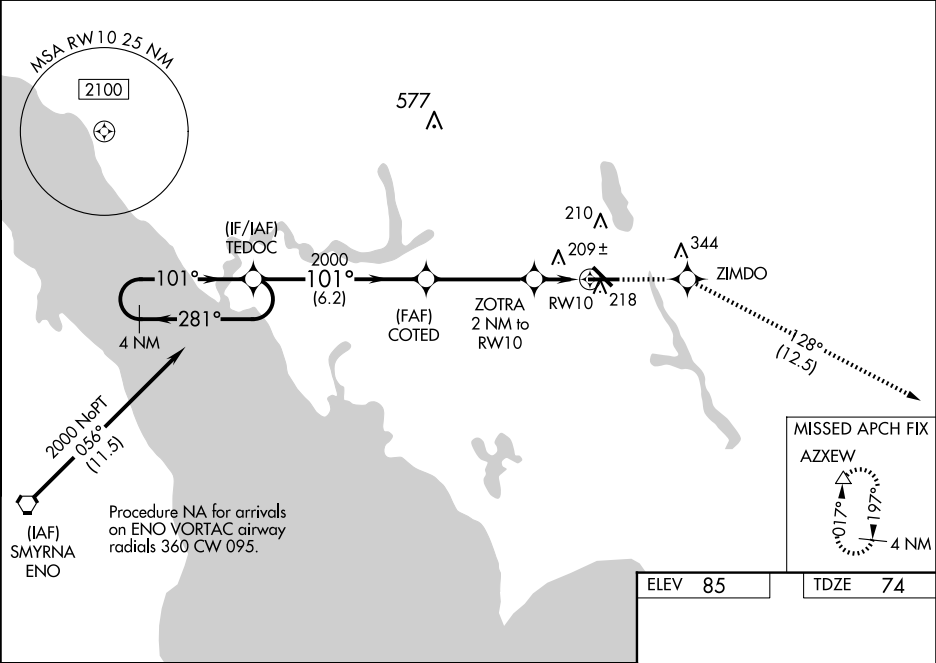 MSA RW10 25 NM
2100
577
(IF/IAF)
TEDOC
210
209 ±
344
101°
2000
101°
(6.2)
ZIMDO
RW10
218
281°
4 NM
(FAF)
COTED
ZOTRA
2 NM to
RW10
128°
(12.5)
2000 NoPT
056°
(11.5)
(IAF)
SMYRNA
ENO
Procedure NA for arrivals
on ENO VORTAC airway
radials 360 CW 095.
MISSED APCH FIX
AZXEW
017°
197°
4 NM
ELEV 85
TDZE 74